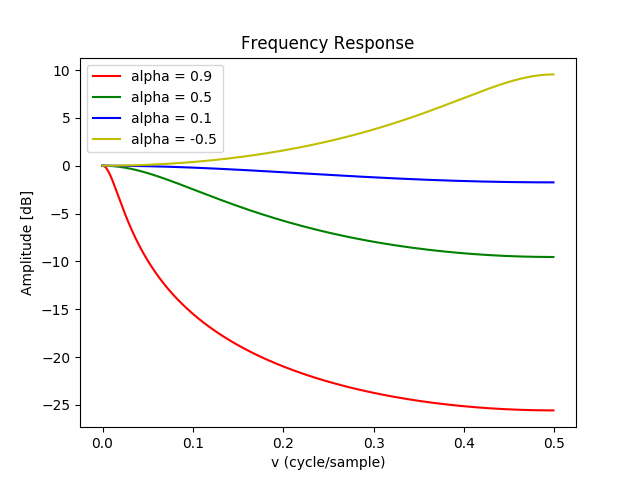 Frequency Response
alpha = 0.9
alpha = 0.5
alpha = 0.1
alpha = -0.5
Amplitude [dB]
10
5
0
−5
−10
−15
−20
−25
0.0 0.1 0.2 0.3 0.4 0.5
v (cycle/sample)